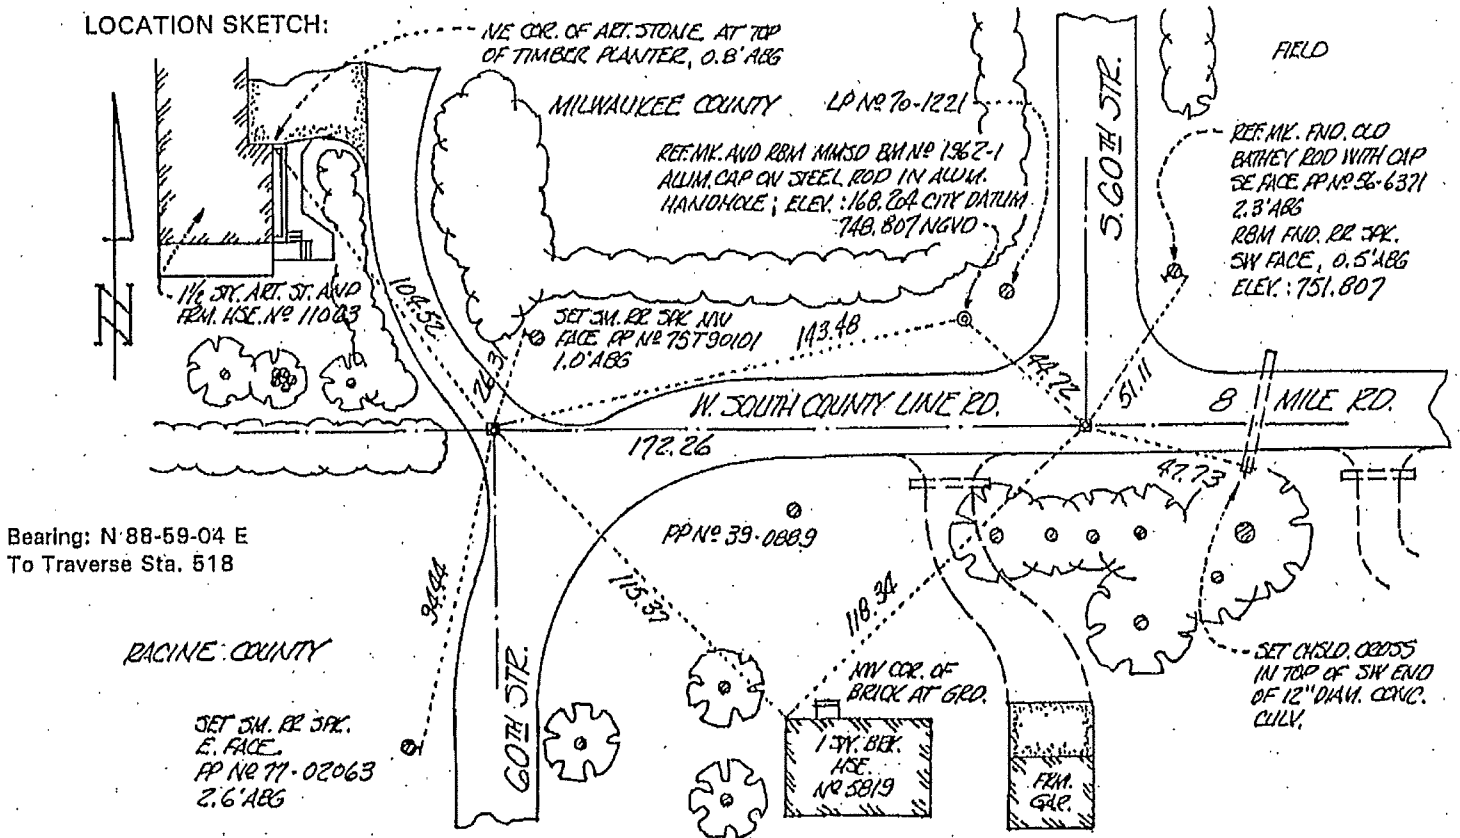 LOCATION SKETCH:
NE COR. OF ART. STONE AT TOP
OF TIMBER PLANTER, 0.8' ABG
MILWAUKEE COUNTY
LP Nº 70-1221
REF. MK. AND RBM MMSD BM Nº 1962-1
ALUM. CAP ON STEEL ROD IN ALUM.
HANDHOLE; ELEV.: 168.204 CITY DATUM
748.807 NGVD
S. 60TH STR.
FIELD
REF. MK. FND. OLD
BATHEY ROD WITH CAP
SE FACE PP Nº 56-6371
2.3' ABG
RBM FND. RR SPK.
SW FACE, 0.5' ABG
ELEV.: 751.807
N
1½ STY. ART. ST. AND
FRM. HSE. Nº 11003
104.52
SET SM. RR SPK NW
FACE PP Nº 75T90101
1.0' ABG
26.3
143.48
44.72
51.11
W. SOUTH COUNTY LINE RD.
8 MILE RD.
172.26
47.73
Bearing: N 88-59-04 E
To Traverse Sta. 518
PP Nº 39-0889
94.44
115.37
118.34
RACINE COUNTY
60TH STR.
NW COR. OF
BRICK AT GRD.
SET CHSLD. CROSS
IN TOP OF SW END
OF 12" DIAM. CONC.
CULV.
SET SM. RR SPK.
E. FACE
PP Nº 77-02063
2.6' ABG
1 STY. BRK.
HSE.
Nº 5819
FRM.
GAR.